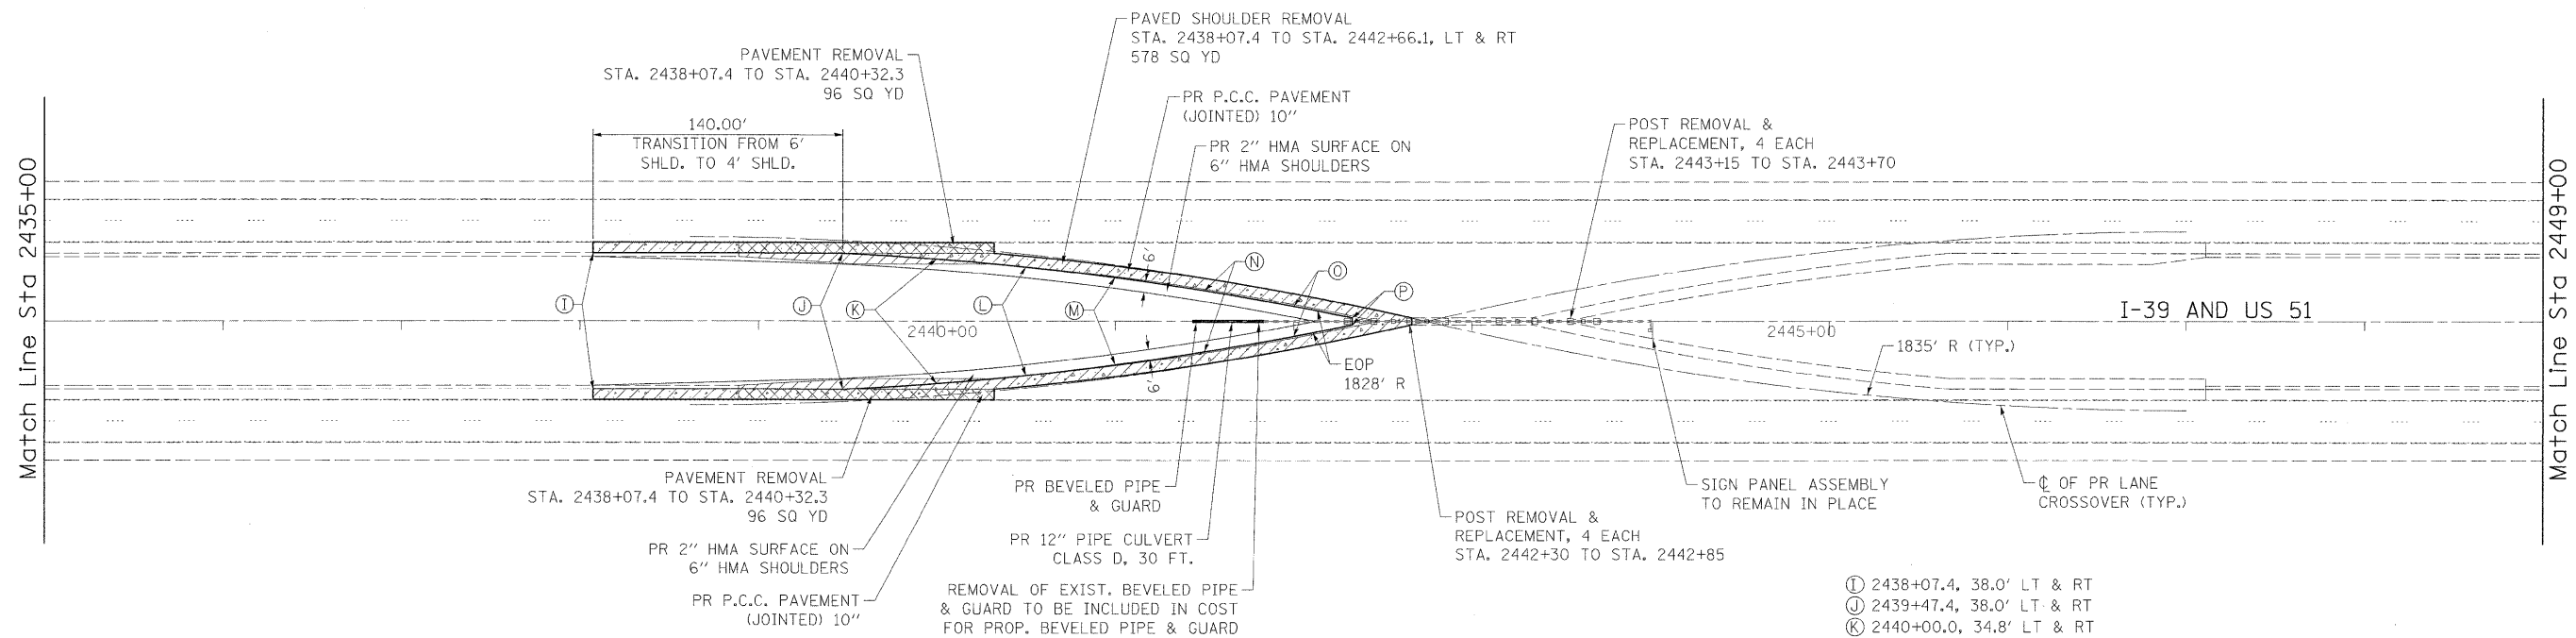 PAVED SHOULDER REMOVAL
STA. 2438+07.4 TO STA. 2442+66.1, LT & RT
578 SQ YD
PAVEMENT REMOVAL
STA. 2438+07.4 TO STA. 2440+32.3
96 SQ YD
PR P.C.C. PAVEMENT
(JOINTED) 10"
140.00'
TRANSITION FROM 6'
SHLD. TO 4' SHLD.
PR 2" HMA SURFACE ON
6" HMA SHOULDERS
POST REMOVAL &
REPLACEMENT, 4 EACH
STA. 2443+15 TO STA. 2443+70
Match Line Sta 2435+00
Match Line Sta 2449+00
6'
I
J
K
L
M
N
O
P
2440+00
2445+00
I-39 AND US 51
1835' R (TYP.)
EOP
1828' R
6'
PAVEMENT REMOVAL
STA. 2438+07.4 TO STA. 2440+32.3
96 SQ YD
PR 2" HMA SURFACE ON
6" HMA SHOULDERS
PR P.C.C. PAVEMENT
(JOINTED) 10"
PR BEVELED PIPE
& GUARD
PR 12" PIPE CULVERT
CLASS D, 30 FT.
REMOVAL OF EXIST. BEVELED PIPE
& GUARD TO BE INCLUDED IN COST
FOR PROP. BEVELED PIPE & GUARD
POST REMOVAL &
REPLACEMENT, 4 EACH
STA. 2442+30 TO STA. 2442+85
SIGN PANEL ASSEMBLY
TO REMAIN IN PLACE
℄ OF PR LANE
CROSSOVER (TYP.)
I 2438+07.4, 38.0' LT & RT
J 2439+47.4, 38.0' LT & RT
K 2440+00.0, 34.8' LT & RT